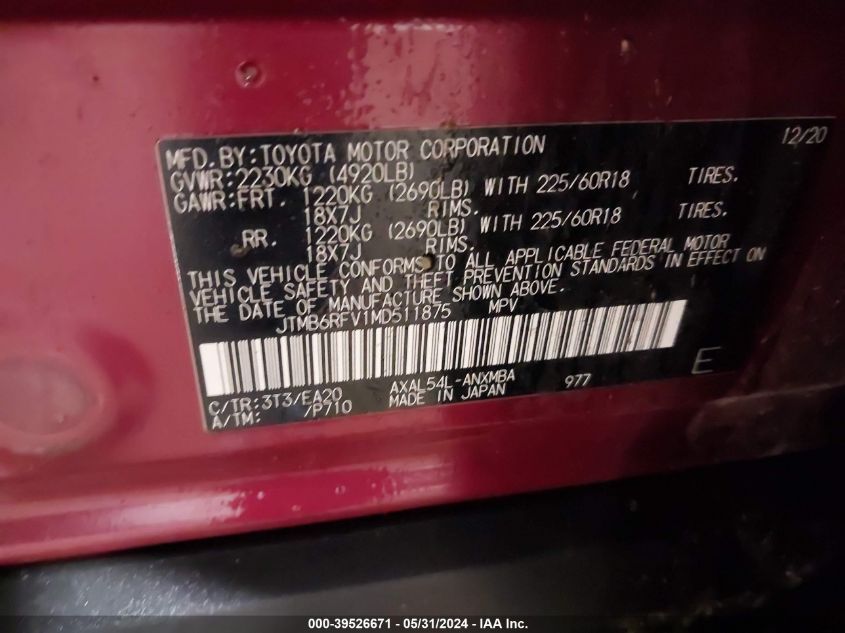 12/20
MFD. BY: TOYOTA MOTOR CORPORATION
GVWR: 2230KG (4920LB)
GAWR: FRT. 1220KG (2690LB) WITH 225/60R18 TIRES.
18X7J RIMS.
RR. 1220KG (2690LB) WITH 225/60R18 TIRES.
18X7J RIMS.
THIS VEHICLE CONFORMS TO ALL APPLICABLE FEDERAL MOTOR
VEHICLE SAFETY AND THEFT PREVENTION STANDARDS IN EFFECT ON
THE DATE OF MANUFACTURE SHOWN ABOVE.
JTMB6RFV1MD511875 MPV
E
C/TR: 3T3/EA20 AXAL54L-ANXMBA 977
A/TM: /P710 MADE IN JAPAN
000-39526671 - 05/31/2024 - IAA Inc.